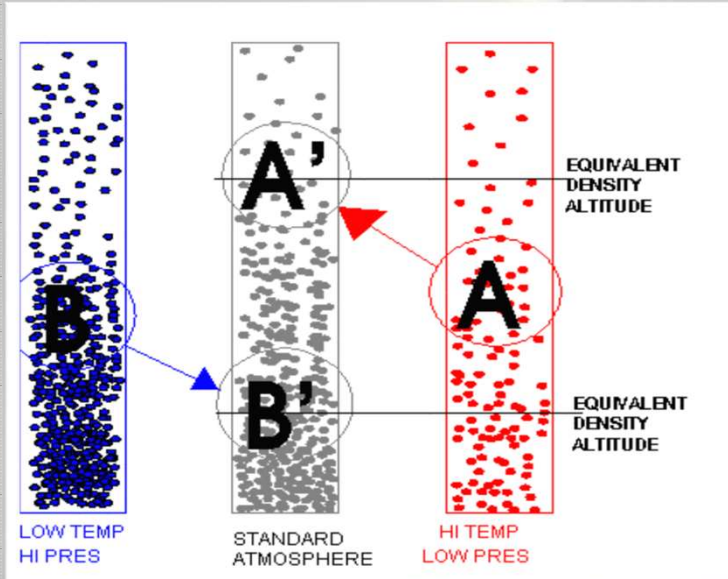 A'
EQUIVALENT
DENSITY
ALTITUDE
B
A
B'
EQUIVALENT
DENSITY
ALTITUDE
LOW TEMP
HI PRES
STANDARD
ATMOSPHERE
HI TEMP
LOW PRES